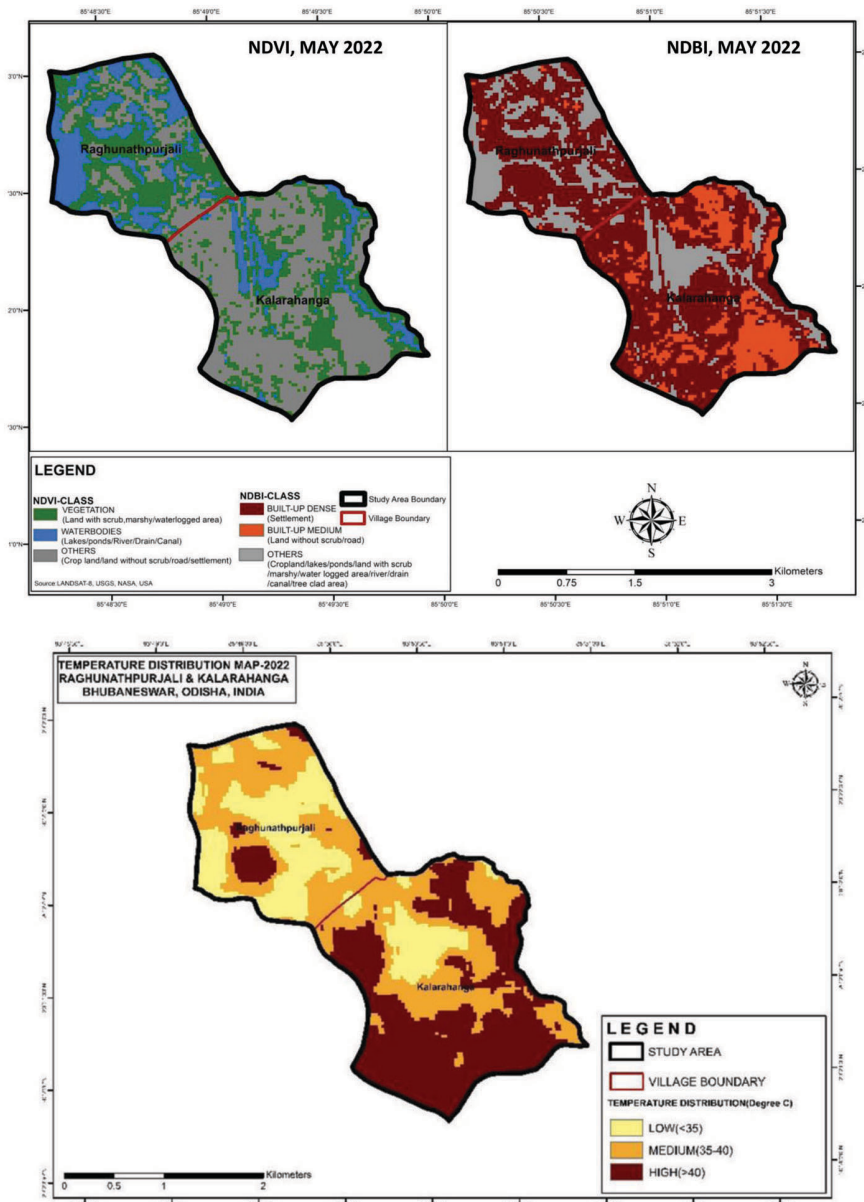 85°48'30"E 85°49'0"E 85°49'30"E 85°50'0"E 85°50'30"E 85°51'0"E 85°51'30"E
NDVI, MAY 2022
NDBI, MAY 2022
3'0"N
Raghunathpurjali
Raghunathpurjali
'30"N
Kalarahanga
Kalarahanga
2'0"N
'30"N
1'0"N
LEGEND
NDVI-CLASS
VEGETATION
(Land with scrub,marshy/waterlogged area)
WATERBODIES
(Lakes/ponds/River/Drain/Canal)
OTHERS
(Crop land/land without scrub/road/settlement)
Source LANDSAT-8, USGS, NASA, USA
NDBI-CLASS
BUILT-UP DENSE
(Settlement)
BUILT-UP MEDIUM
(Land without scrub/road)
OTHERS
(Cropland/lakes/ponds/land with scrub
/marshy/water logged area/river/drain
/canal/tree clad area)
Study Area Boundary
Village Boundary
N
W E
S
Kilometers
0 0.75 1.5 3
85°48'30"E 85°49'0"E 85°49'30"E 85°50'0"E 85°50'30"E 85°51'0"E 85°51'30"E
TEMPERATURE DISTRIBUTION MAP-2022
RAGHUNATHPURJALI & KALARAHANGA
BHUBANESWAR, ODISHA, INDIA
N
W E
S
Raghunathpurjali
Kalarahanga
LEGEND
STUDY AREA
VILLAGE BOUNDARY
TEMPERATURE DISTRIBUTION(Degree C)
LOW(<35)
MEDIUM(35-40)
HIGH(>40)
Kilometers
0 0.5 1 2